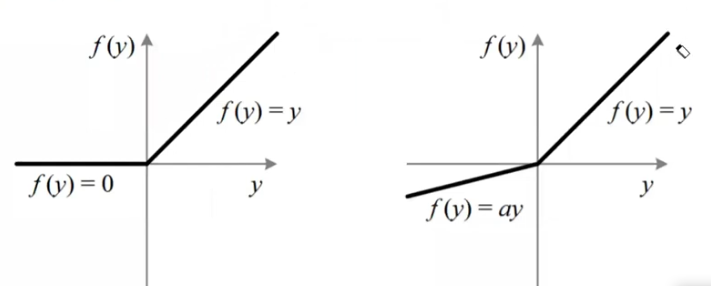 f(y)
f(y) = y
f(y) = 0
y
f(y)
f(y) = y
f(y) = ay
y